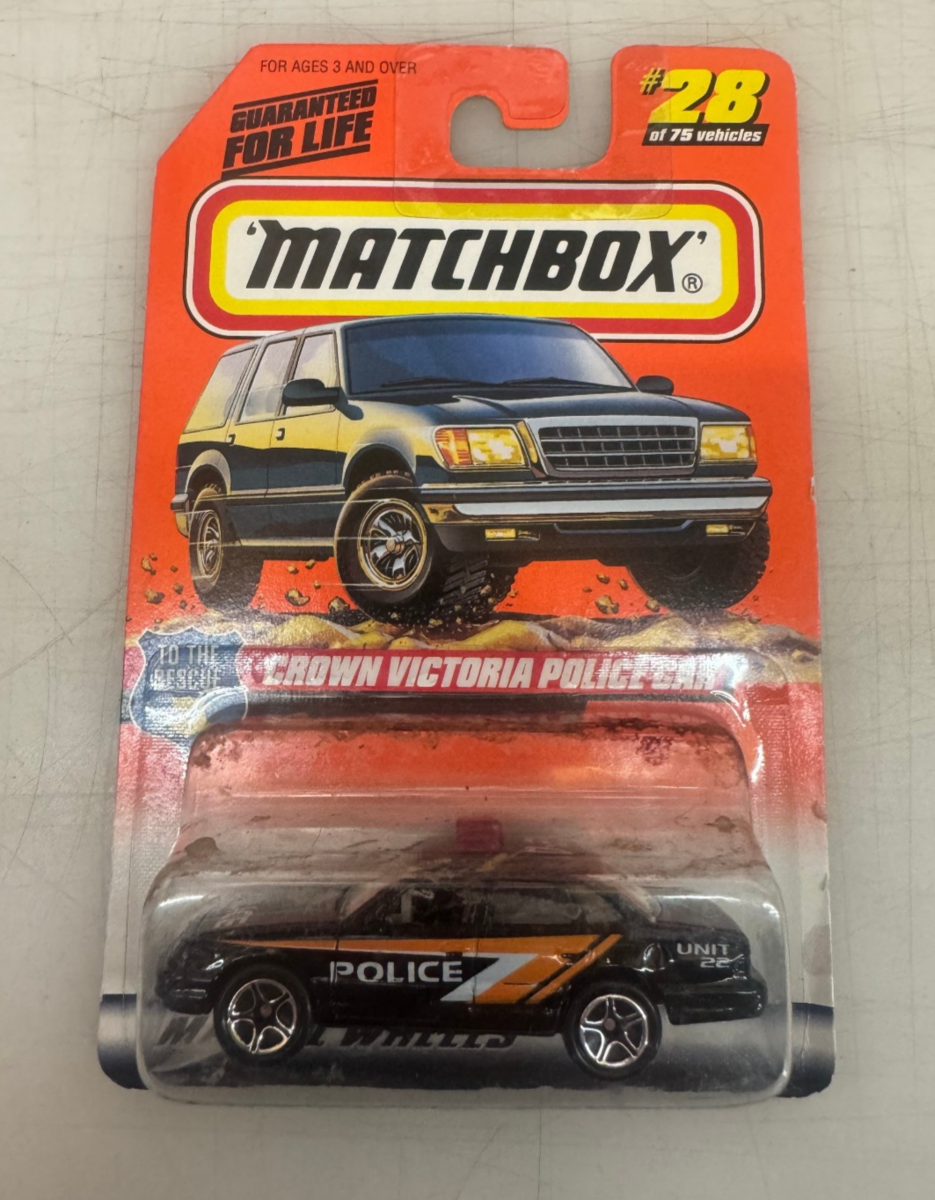 FOR AGES 3 AND OVER
GUARANTEED
FOR LIFE
#28
of 75 vehicles
'MATCHBOX'®
TO THE
RESCUE
CROWN VICTORIA POLICE CAR
POLICE
UNIT
22
WHEELS